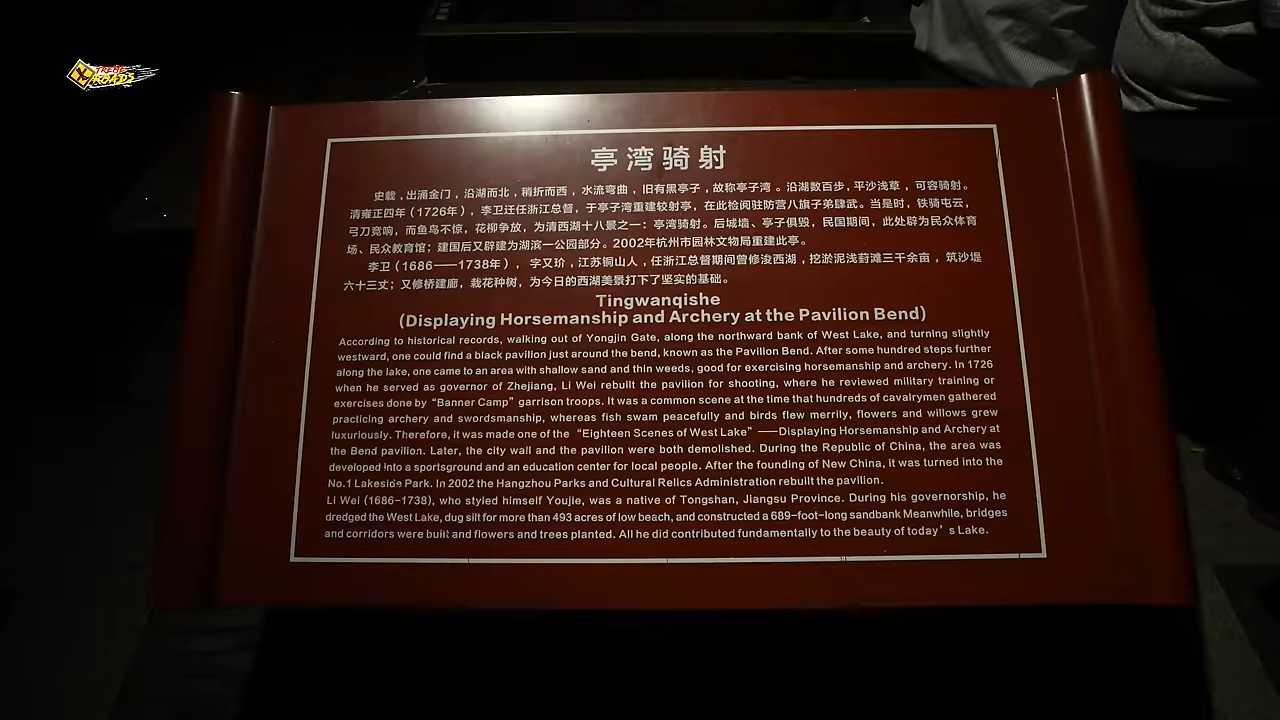 XTREME
ROADS
亭湾骑射
史载，出涌金门，沿湖而北，稍折而西，水流弯曲，旧有黑亭子，故称亭子湾。沿湖数百步，平沙浅草，可容骑射。
清雍正四年（1726年），李卫迁任浙江总督，于亭子湾重建较射亭，在此检阅驻防营八旗子弟肆武。当是时，铁骑屯云，
弓刀竞响，而鱼鸟不惊，花柳争放，为清西湖十八景之一：亭湾骑射。后城墙、亭子俱毁，民国期间，此处辟为民众体育
场、民众教育馆；建国后又辟建为湖滨一公园部分。2002年杭州市园林文物局重建此亭。
李卫（1686——1738年），字又玠，江苏铜山人，任浙江总督期间曾修浚西湖，挖淤泥浅葑滩三千余亩，筑沙堤
六十三丈；又修桥建廊，栽花种树，为今日的西湖美景打下了坚实的基础。
Tingwanqishe
(Displaying Horsemanship and Archery at the Pavilion Bend)
According to historical records, walking out of Yongjin Gate, along the northward bank of West Lake, and turning slightly
westward, one could find a black pavilion just around the bend, known as the Pavilion Bend. After some hundred steps further
along the lake, one came to an area with shallow sand and thin weeds, good for exercising horsemanship and archery. In 1726
when he served as governor of Zhejiang, Li Wei rebuilt the pavilion for shooting, where he reviewed military training or
exercises done by “Banner Camp” garrison troops. It was a common scene at the time that hundreds of cavalrymen gathered
practicing archery and swordsmanship, whereas fish swam peacefully and birds flew merrily, flowers and willows grew
luxuriously. Therefore, it was made one of the “Eighteen Scenes of West Lake” ——Displaying Horsemanship and Archery at
the Bend pavilion. Later, the city wall and the pavilion were both demolished. During the Republic of China, the area was
developed into a sportsground and an education center for local people. After the founding of New China, it was turned into the
No.1 Lakeside Park. In 2002 the Hangzhou Parks and Cultural Relics Administration rebuilt the pavilion.
Li Wei (1686-1738), who styled himself Youjie, was a native of Tongshan, Jiangsu Province. During his governorship, he
dredged the West Lake, dug silt for more than 493 acres of low beach, and constructed a 689-foot-long sandbank Meanwhile, bridges
and corridors were built and flowers and trees planted. All he did contributed fundamentally to the beauty of today’s Lake.